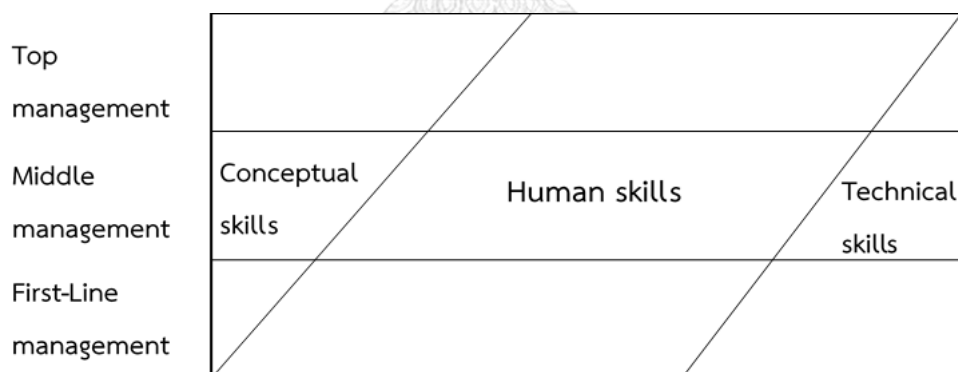 Top
management
Middle
management
Conceptual
skills
Human skills
Technical
skills
First-Line
management